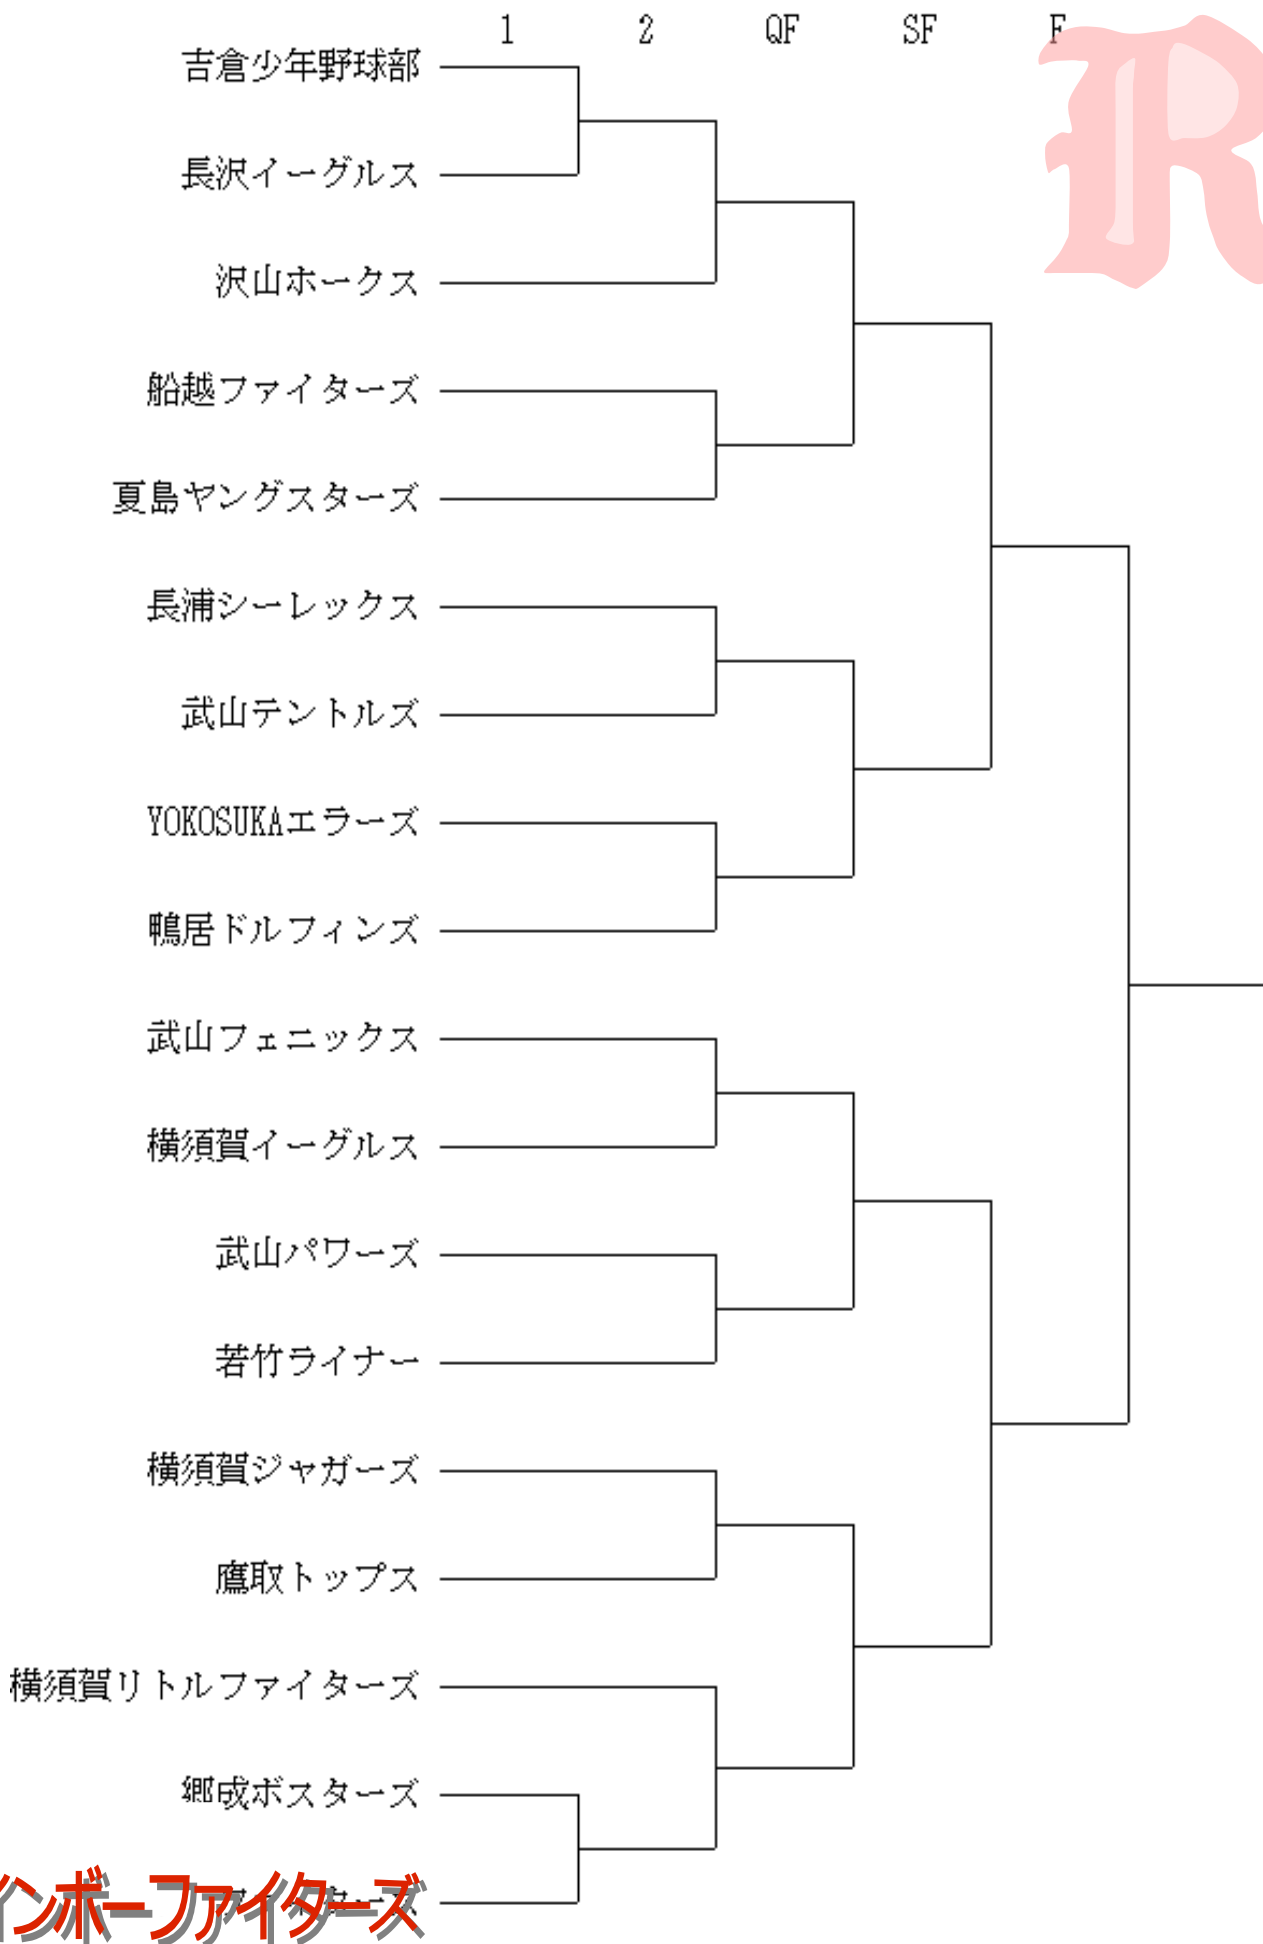 1 2 QF SF F
吉倉少年野球部
長沢イーグルス
沢山ホークス
船越ファイターズ
夏島ヤングスターズ
長浦シーレックス
武山テントルズ
YOKOSUKAエラーズ
鴨居ドルフィンズ
武山フェニックス
横須賀イーグルス
武山パワーズ
若竹ライナー
横須賀ジャガーズ
鷹取トップス
横須賀リトルファイターズ
郷成ボスターズ
インボーファイターズ
R